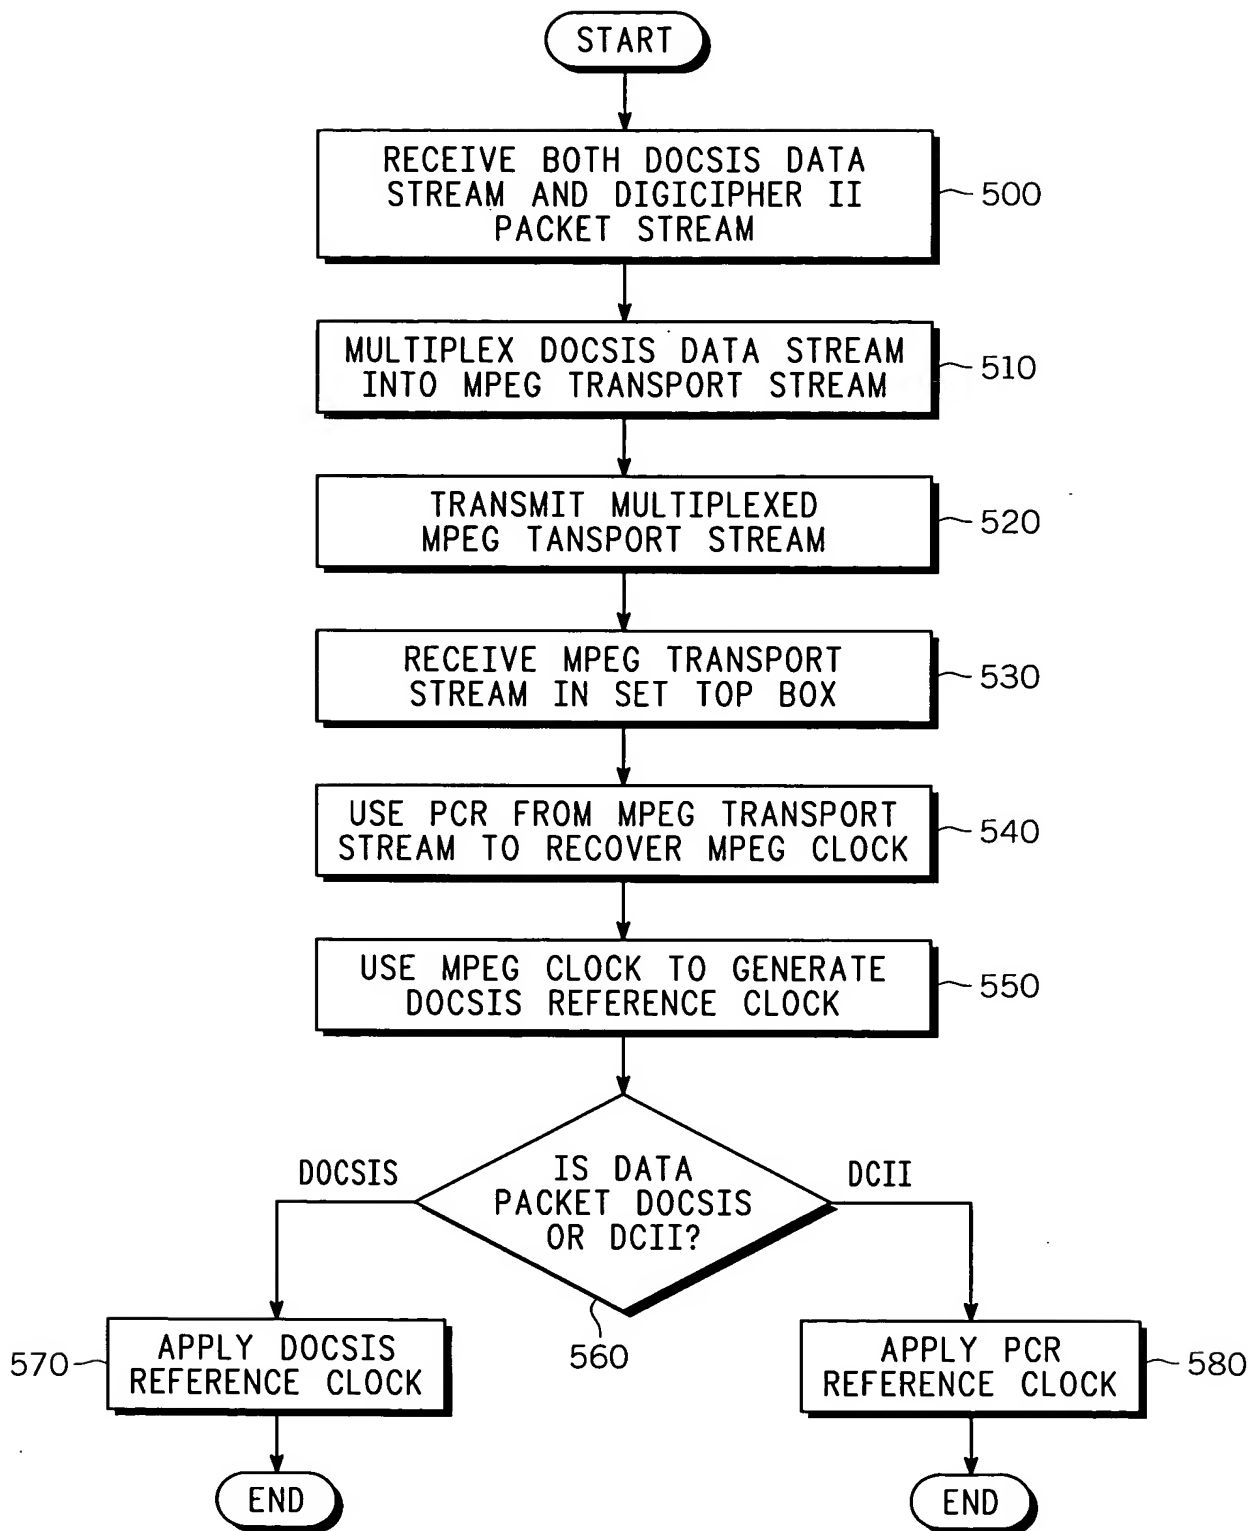 START
RECEIVE BOTH DOCSIS DATA
STREAM AND DIGICIPHER II
PACKET STREAM
500
MULTIPLEX DOCSIS DATA STREAM
INTO MPEG TRANSPORT STREAM
510
TRANSMIT MULTIPLEXED
MPEG TANSPORT STREAM
520
RECEIVE MPEG TRANSPORT
STREAM IN SET TOP BOX
530
USE PCR FROM MPEG TRANSPORT
STREAM TO RECOVER MPEG CLOCK
540
USE MPEG CLOCK TO GENERATE
DOCSIS REFERENCE CLOCK
550
DOCSIS
IS DATA
PACKET DOCSIS
OR DCII?
DCII
560
570
APPLY DOCSIS
REFERENCE CLOCK
APPLY PCR
REFERENCE CLOCK
580
END
END